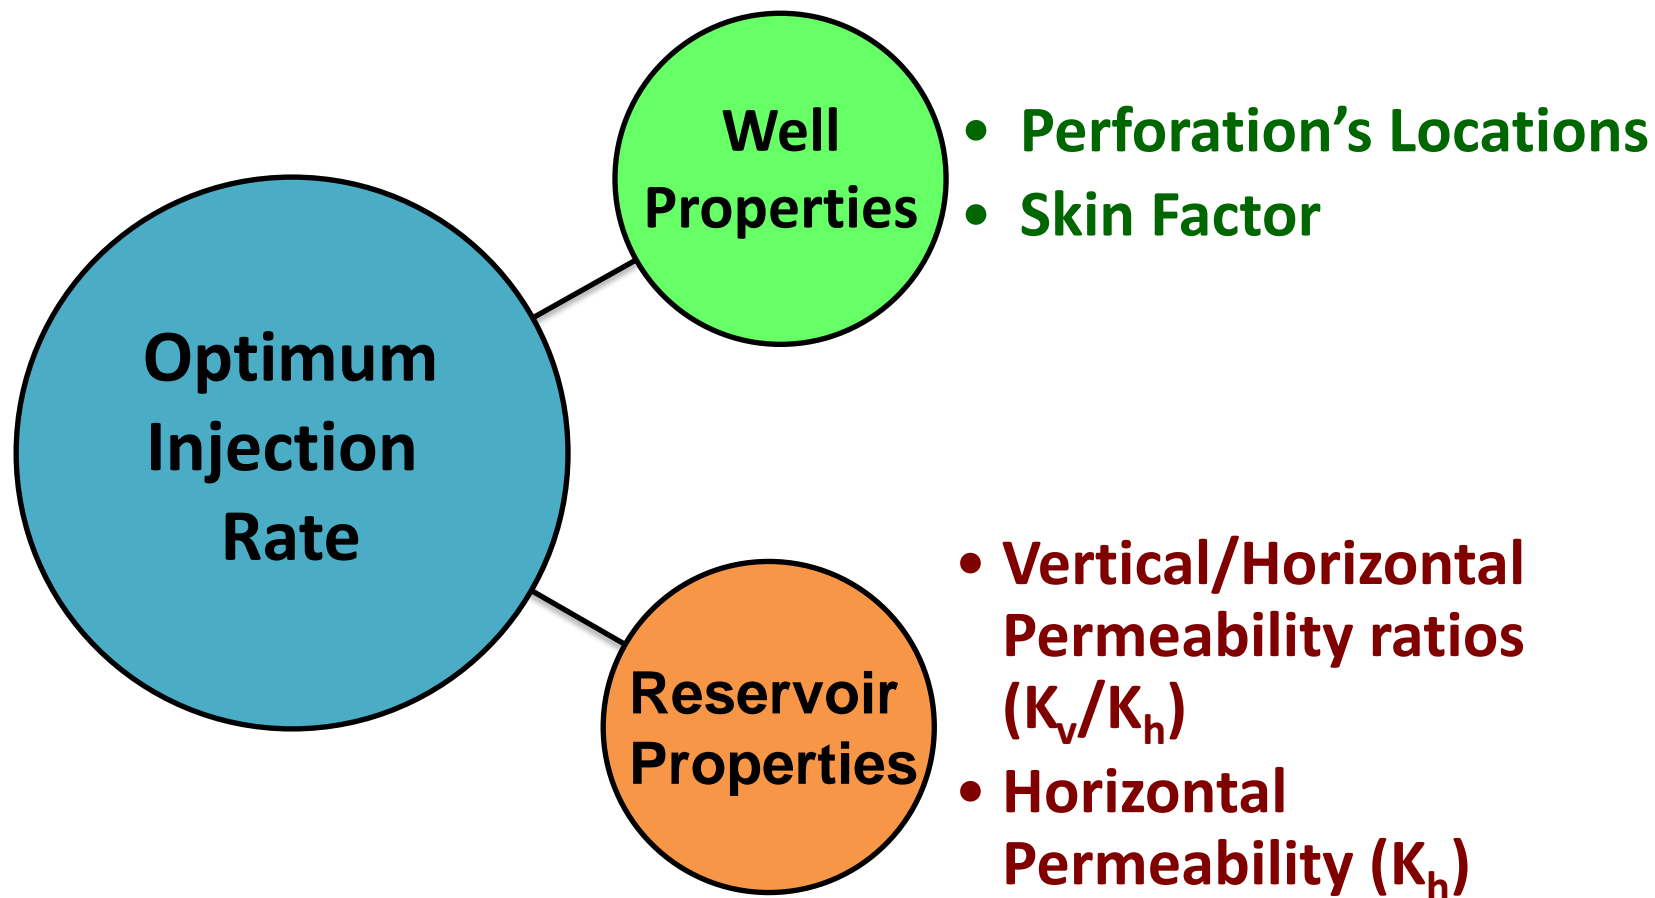 Optimum
Injection
Rate
Well
Properties
• Perforation’s Locations
• Skin Factor
Reservoir
Properties
• Vertical/Horizontal
Permeability ratios
(Kv/Kh)
• Horizontal
Permeability (Kh)